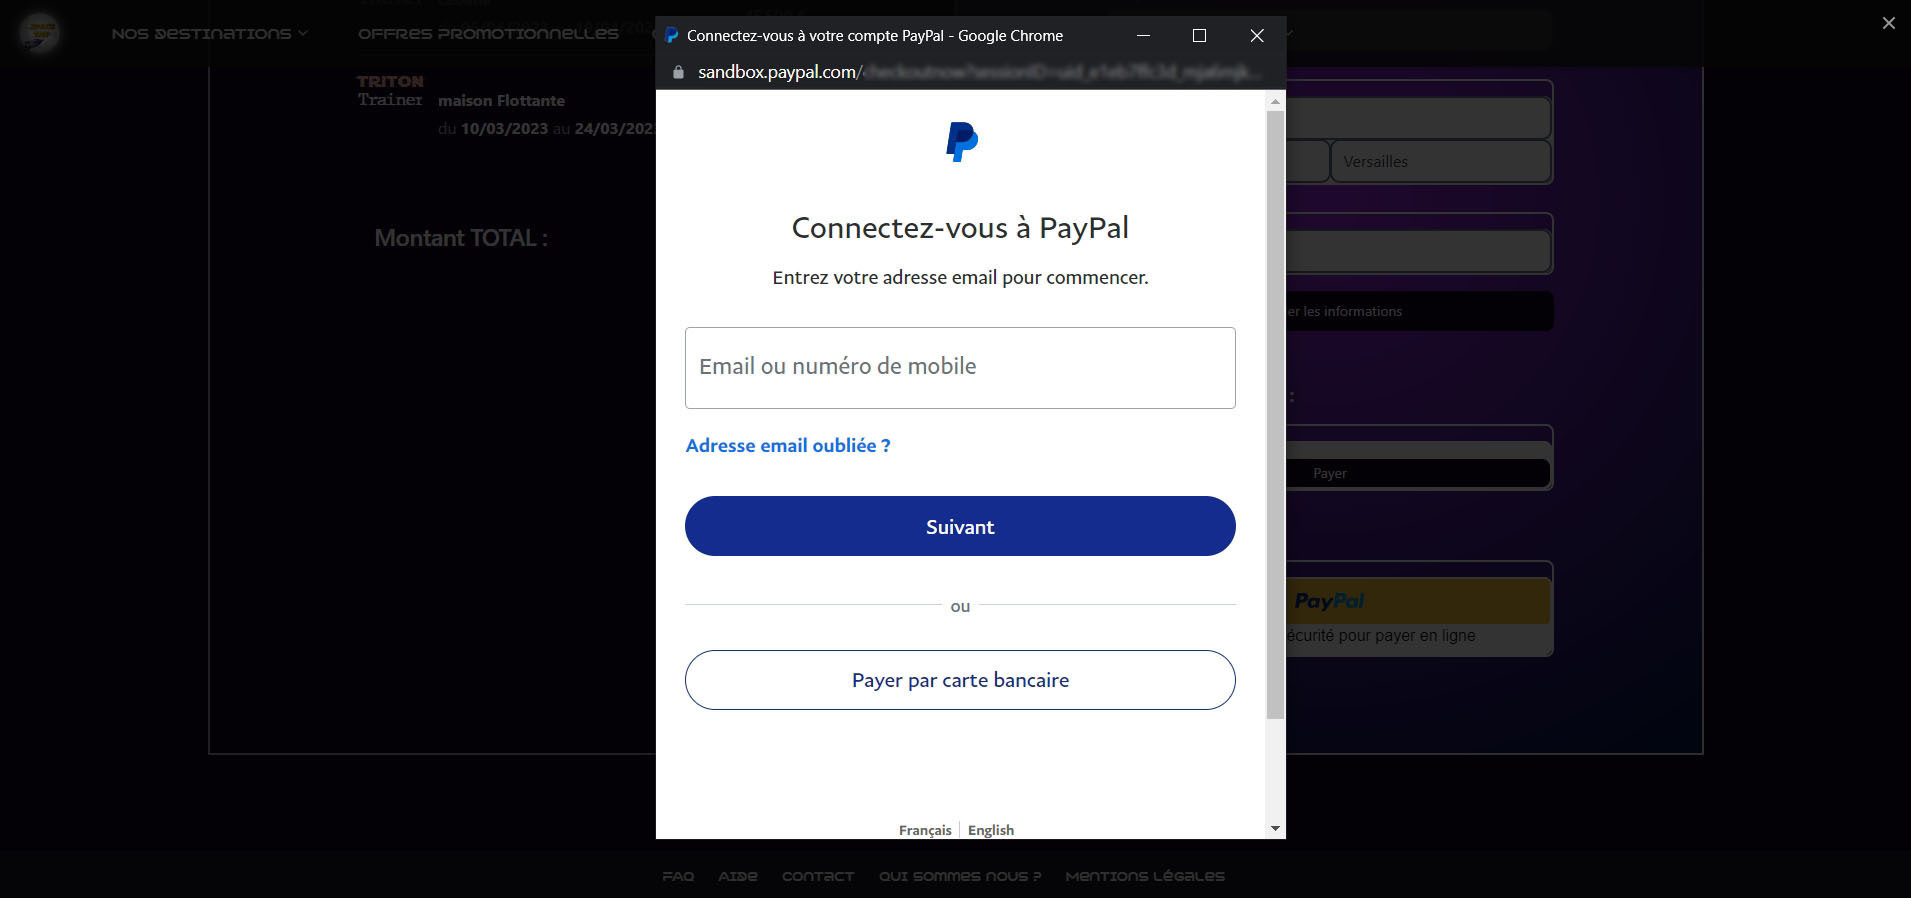 NOS DESTINATIONS
OFFRES PROMOTIONNELLES
TRITON
Trainer
maison Flottante
du 10/03/2023 au 24/03/202
Montant TOTAL :
Connectez-vous à votre compte PayPal - Google Chrome
sandbox.paypal.com/
Connectez-vous à PayPal
Entrez votre adresse email pour commencer.
Email ou numéro de mobile
Adresse email oubliée ?
Suivant
ou
Payer par carte bancaire
Français English
Versailles
er les informations
:
Payer
PayPal
écurité pour payer en ligne
FAQ AIDE CONTACT QUI SOMMES NOUS ? MENTIONS LÉGALES